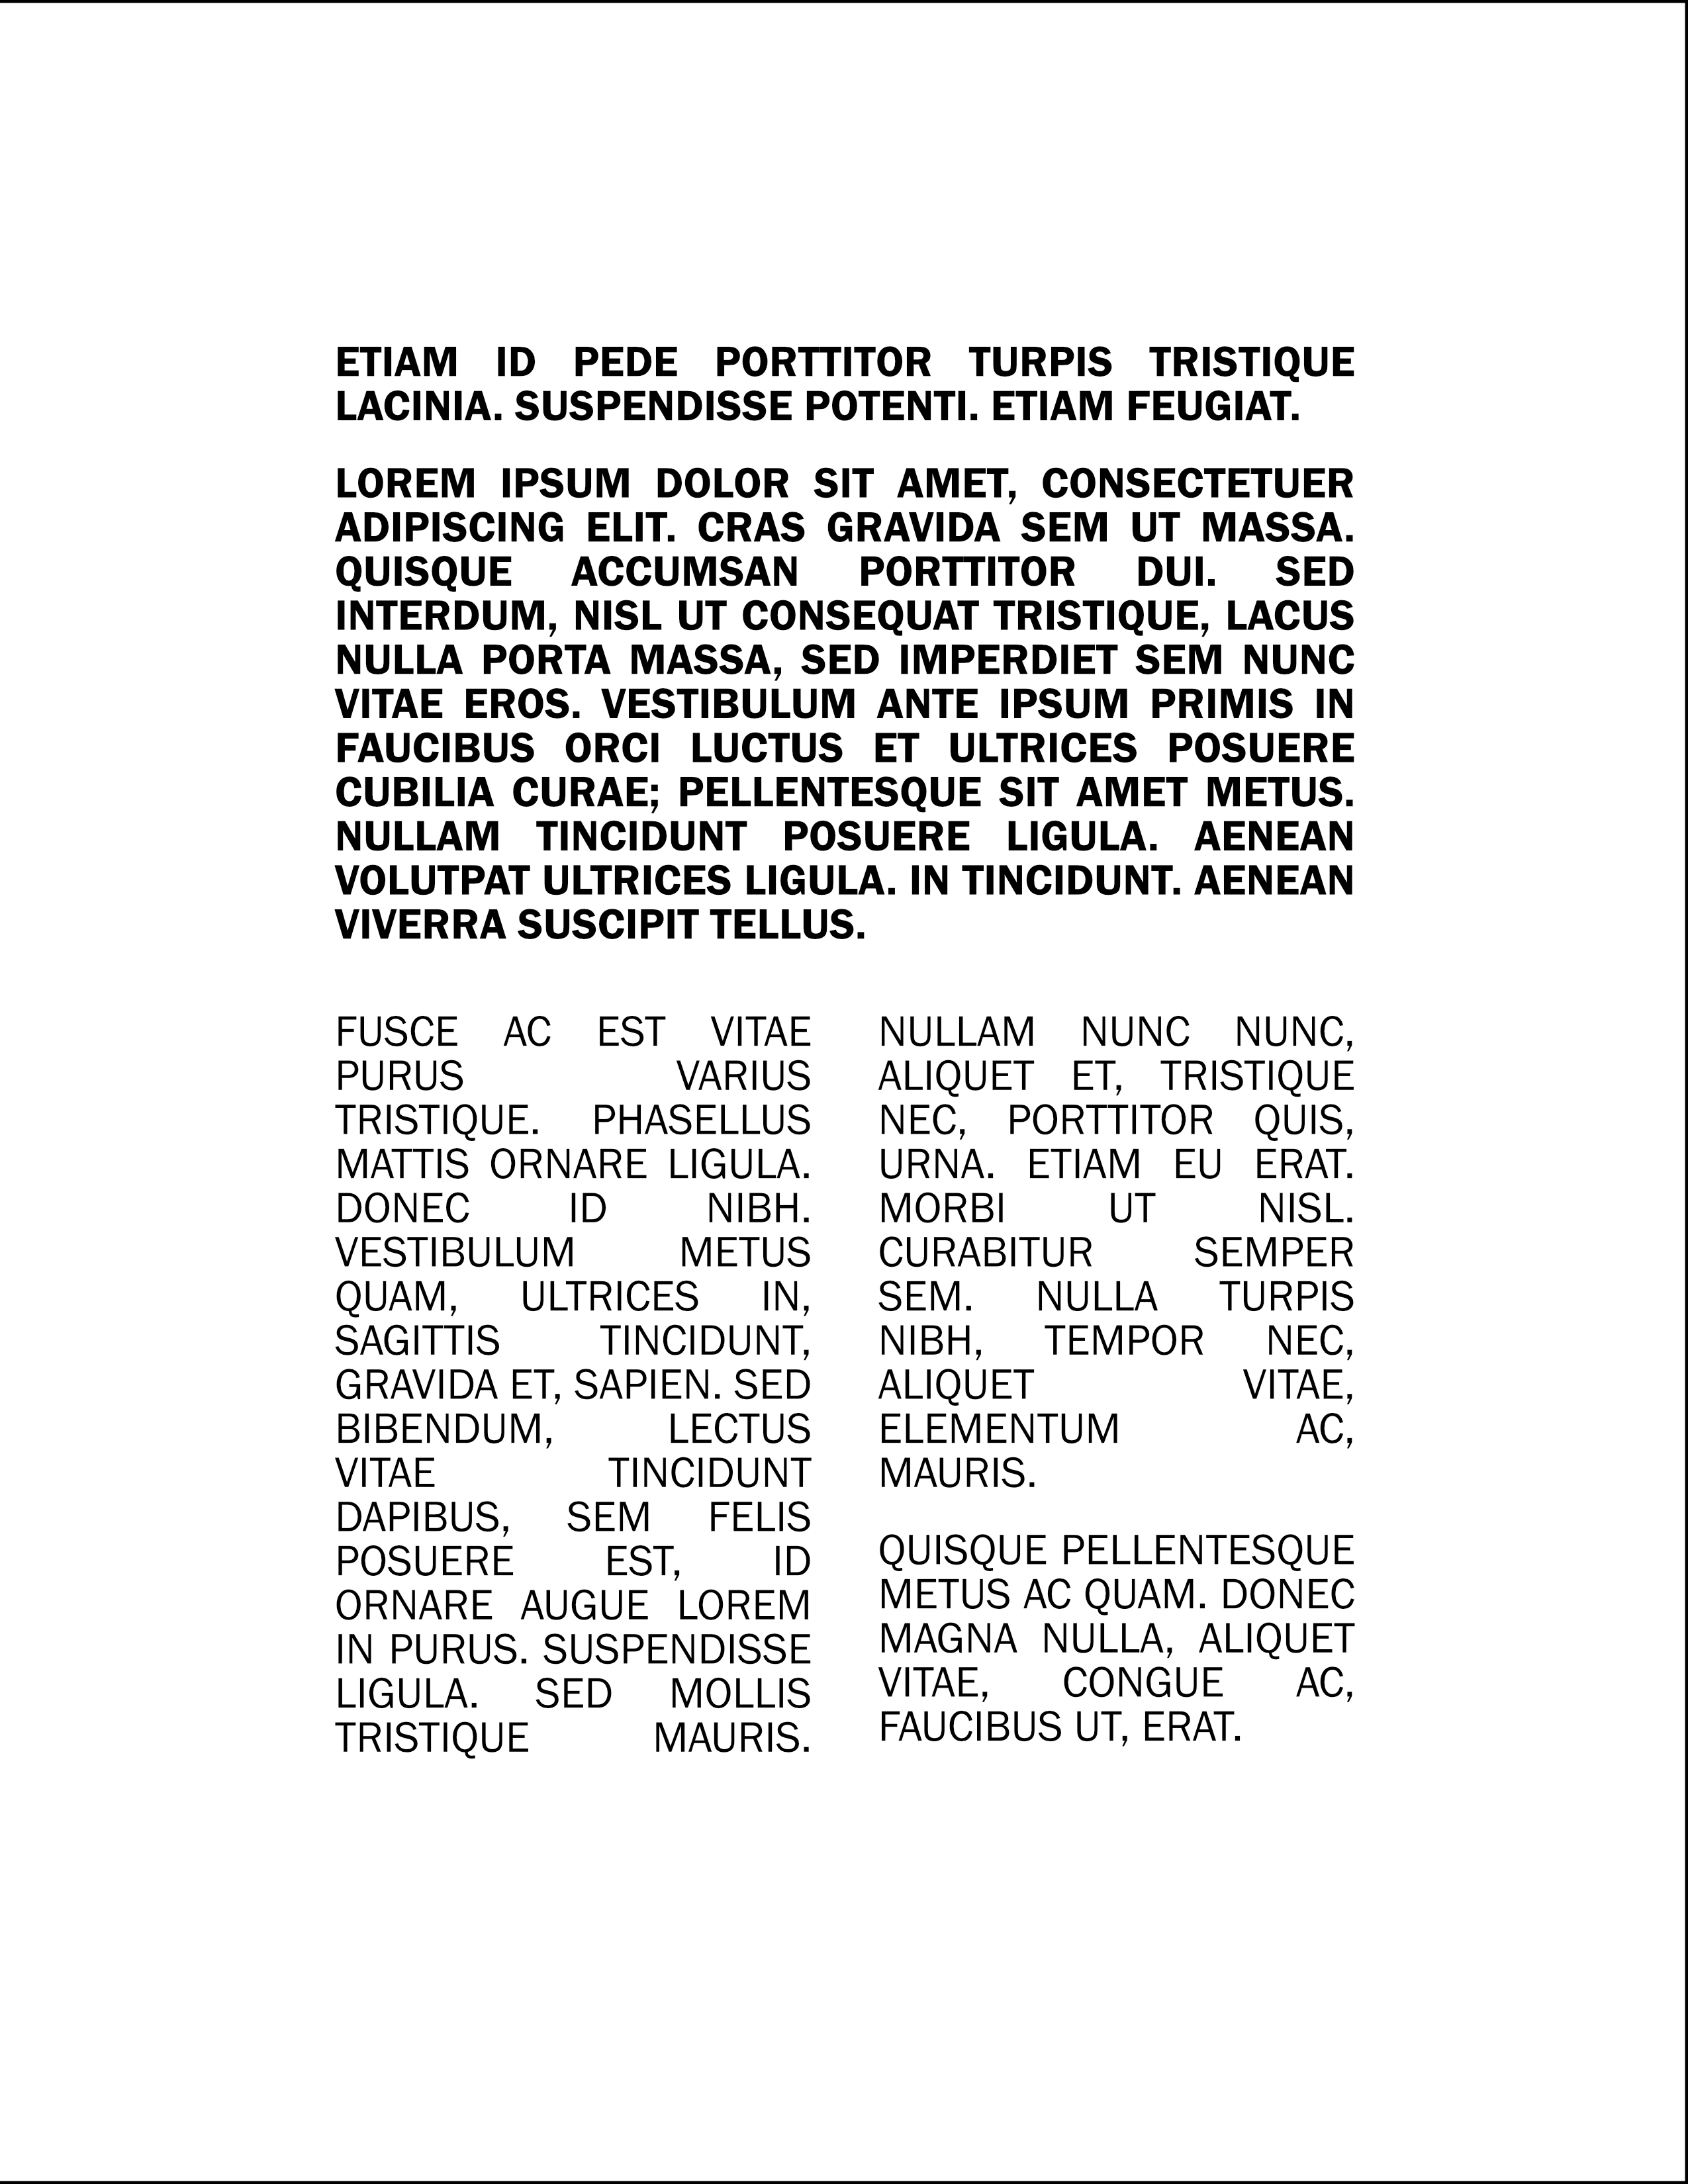 ETIAM ID PEDE PORTTITOR TURPIS TRISTIQUE
LACINIA. SUSPENDISSE POTENTI. ETIAM FEUGIAT.
LOREM IPSUM DOLOR SIT AMET, CONSECTETUER
ADIPISCING ELIT. CRAS GRAVIDA SEM UT MASSA.
QUISQUE ACCUMSAN PORTTITOR DUI. SED
INTERDUM, NISL UT CONSEQUAT TRISTIQUE, LACUS
NULLA PORTA MASSA, SED IMPERDIET SEM NUNC
VITAE EROS. VESTIBULUM ANTE IPSUM PRIMIS IN
FAUCIBUS ORCI LUCTUS ET ULTRICES POSUERE
CUBILIA CURAE; PELLENTESQUE SIT AMET METUS.
NULLAM TINCIDUNT POSUERE LIGULA. AENEAN
VOLUTPAT ULTRICES LIGULA. IN TINCIDUNT. AENEAN
VIVERRA SUSCIPIT TELLUS.
FUSCE AC EST VITAE
PURUS VARIUS
TRISTIQUE. PHASELLUS
MATTIS ORNARE LIGULA.
DONEC ID NIBH.
VESTIBULUM METUS
QUAM, ULTRICES IN,
SAGITTIS TINCIDUNT,
GRAVIDA ET, SAPIEN. SED
BIBENDUM, LECTUS
VITAE TINCIDUNT
DAPIBUS, SEM FELIS
POSUERE EST, ID
ORNARE AUGUE LOREM
IN PURUS. SUSPENDISSE
LIGULA. SED MOLLIS
TRISTIQUE MAURIS.
NULLAM NUNC NUNC,
ALIQUET ET, TRISTIQUE
NEC, PORTTITOR QUIS,
URNA. ETIAM EU ERAT.
MORBI UT NISL.
CURABITUR SEMPER
SEM. NULLA TURPIS
NIBH, TEMPOR NEC,
ALIQUET VITAE,
ELEMENTUM AC,
MAURIS.
QUISQUE PELLENTESQUE
METUS AC QUAM. DONEC
MAGNA NULLA, ALIQUET
VITAE, CONGUE AC,
FAUCIBUS UT, ERAT.